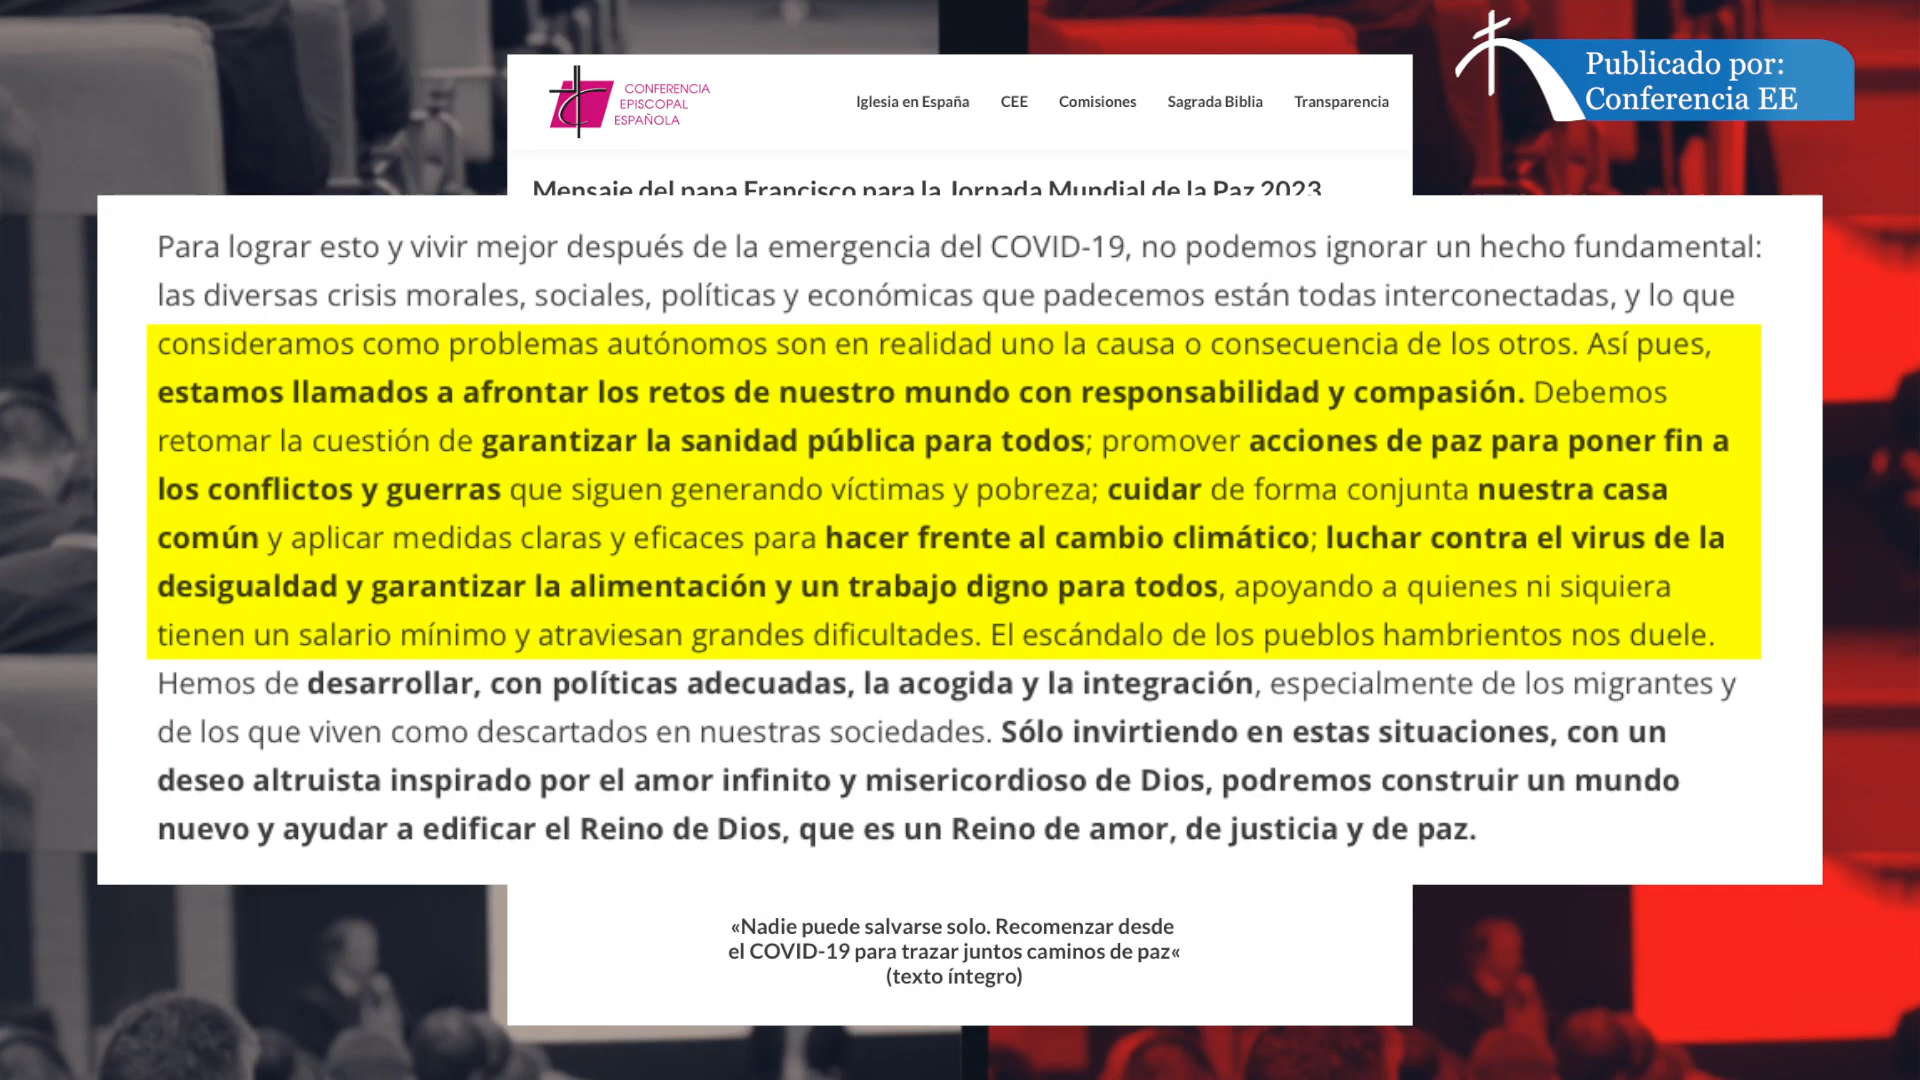 CONFERENCIA
EPISCOPAL
ESPAÑOLA
Iglesia en España CEE Comisiones Sagrada Biblia Transparencia
Publicado por:
Conferencia EE
Mensaje del papa Francisco para la Jornada Mundial de la Paz 2023
Para lograr esto y vivir mejor después de la emergencia del COVID-19, no podemos ignorar un hecho fundamental:
las diversas crisis morales, sociales, políticas y económicas que padecemos están todas interconectadas, y lo que
consideramos como problemas autónomos son en realidad uno la causa o consecuencia de los otros. Así pues,
estamos llamados a afrontar los retos de nuestro mundo con responsabilidad y compasión. Debemos
retomar la cuestión de garantizar la sanidad pública para todos; promover acciones de paz para poner fin a
los conflictos y guerras que siguen generando víctimas y pobreza; cuidar de forma conjunta nuestra casa
común y aplicar medidas claras y eficaces para hacer frente al cambio climático; luchar contra el virus de la
desigualdad y garantizar la alimentación y un trabajo digno para todos, apoyando a quienes ni siquiera
tienen un salario mínimo y atraviesan grandes dificultades. El escándalo de los pueblos hambrientos nos duele.
Hemos de desarrollar, con políticas adecuadas, la acogida y la integración, especialmente de los migrantes y
de los que viven como descartados en nuestras sociedades. Sólo invirtiendo en estas situaciones, con un
deseo altruista inspirado por el amor infinito y misericordioso de Dios, podremos construir un mundo
nuevo y ayudar a edificar el Reino de Dios, que es un Reino de amor, de justicia y de paz.
«Nadie puede salvarse solo. Recomenzar desde
el COVID-19 para trazar juntos caminos de paz«
(texto íntegro)